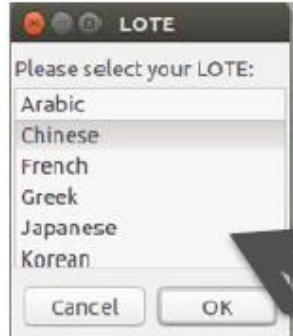 LOTE
Please select your LOTE:
Arabic
Chinese
French
Greek
Japanese
Korean
Cancel OK